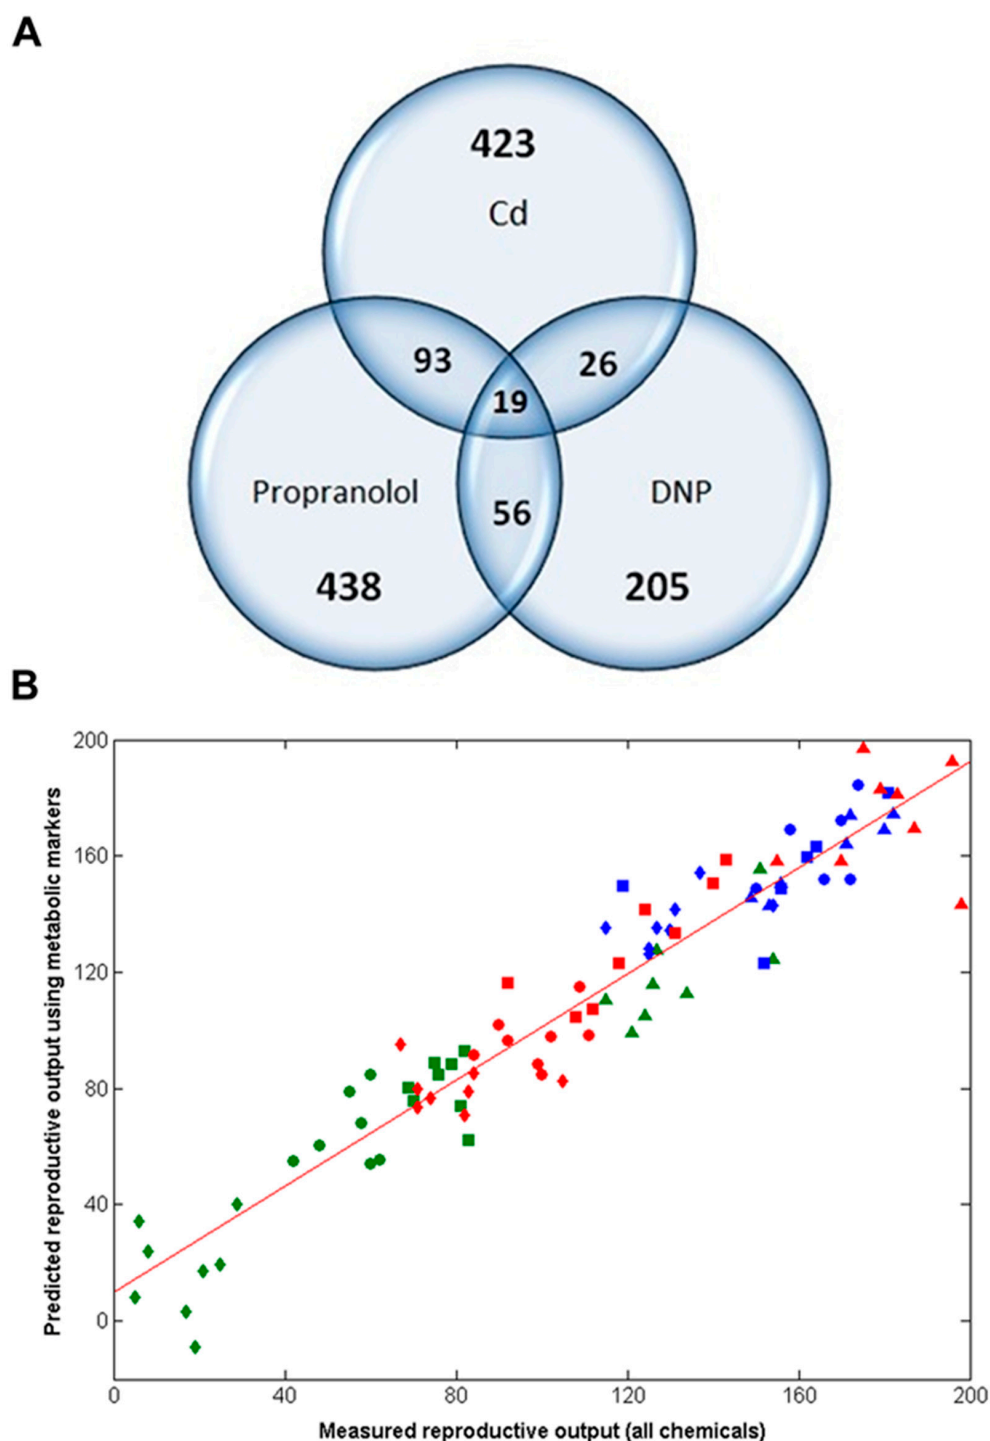 A
423
Cd
93
26
19
Propranolol
DNP
56
438
205
B
Predicted reproductive output using metabolic markers
200
160
120
80
40
0
0 40 80 120 160 200
Measured reproductive output (all chemicals)